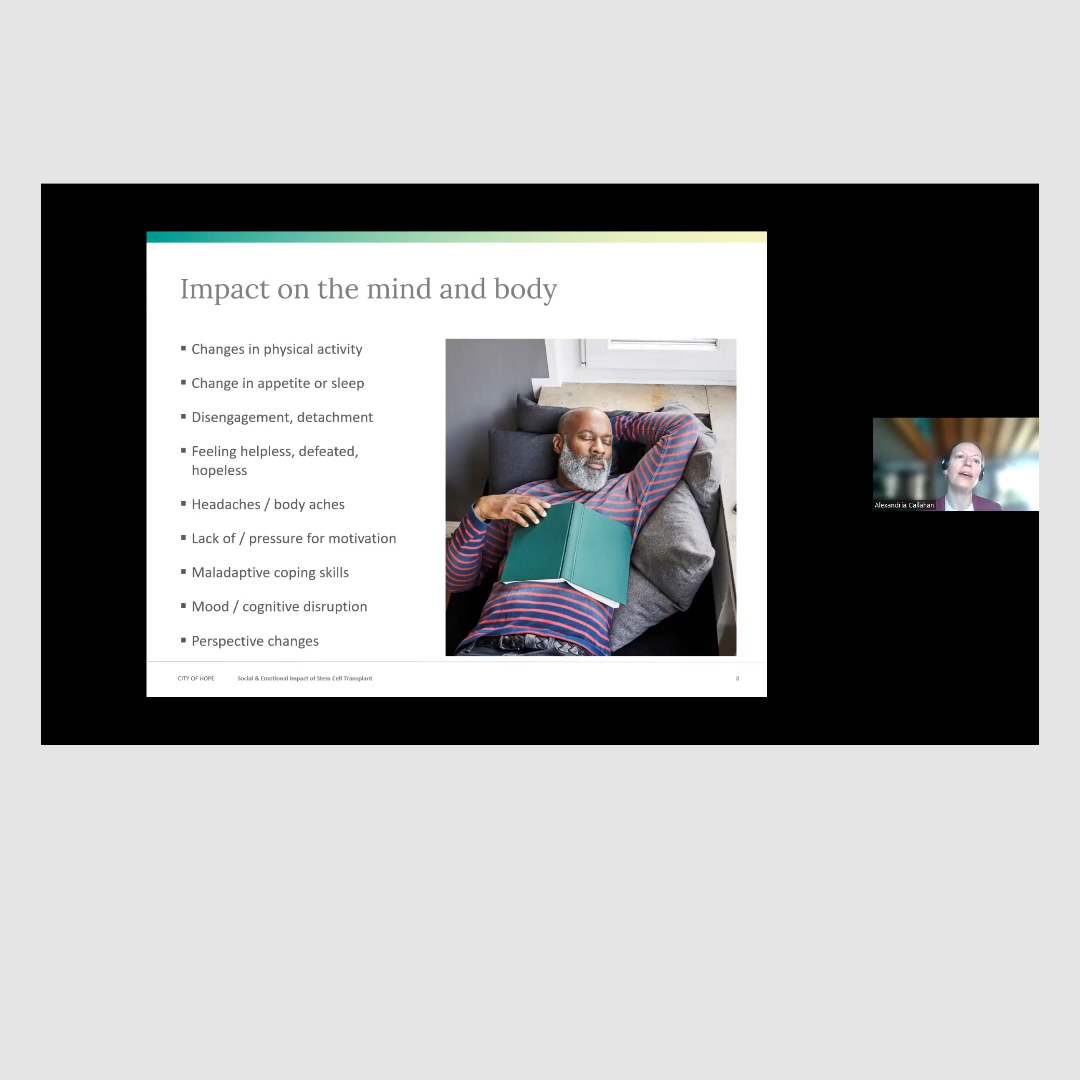 Impact on the mind and body
▪ Changes in physical activity
▪ Change in appetite or sleep
▪ Disengagement, detachment
▪ Feeling helpless, defeated,
hopeless
▪ Headaches / body aches
▪ Lack of / pressure for motivation
▪ Maladaptive coping skills
▪ Mood / cognitive disruption
▪ Perspective changes
CITY OF HOPE Social & Emotional Impact of Stem Cell Transplant 8
Alexandria Callahan